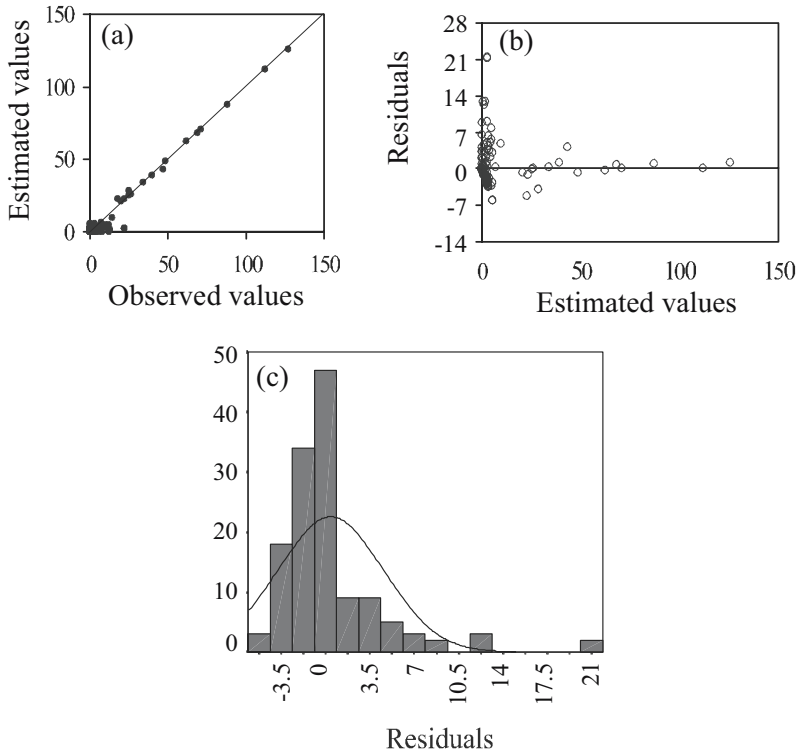 (a)
150
100
50
0
0 50 100 150
Estimated values
Observed values
(b)
28
21
14
7
0
-7
-14
0 50 100 150
Residuals
Estimated values
(c)
50
40
30
20
10
0
-3.5 0 3.5 7 10.5 14 17.5 21
Residuals